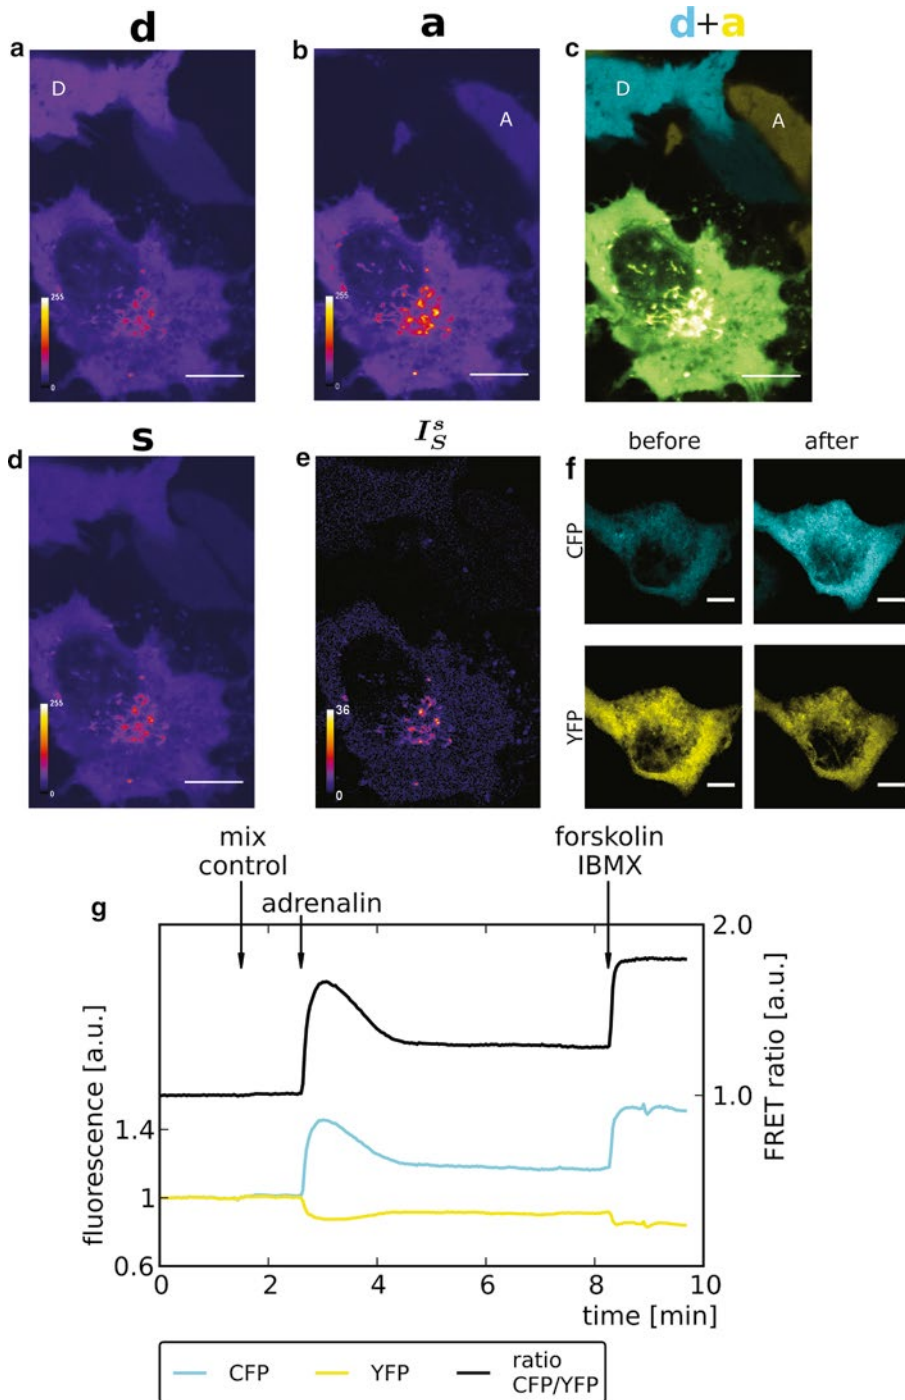 d
a
d+a
a
b
c
D
A
D
A
255
0
255
0
s
I_S^s
before
after
d
e
f
CFP
YFP
255
0
36
0
mix
control
adrenalin
forskolin
IBMX
g
2.0
1.0
1.4
1
0.6
fluorescence [a.u.]
FRET ratio [a.u.]
0
2
4
6
8
10
time [min]
CFP
YFP
ratio
CFP/YFP